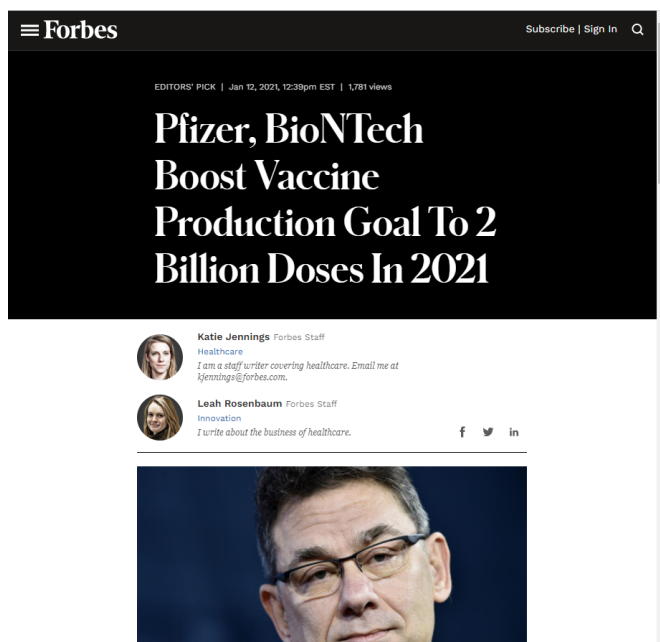 Forbes
Subscribe | Sign In
EDITORS' PICK | Jan 12, 2021, 12:39pm EST | 1,781 views
Pfizer, BioNTech
Boost Vaccine
Production Goal To 2
Billion Doses In 2021
Katie Jennings Forbes Staff
Healthcare
I am a staff writer covering healthcare. Email me at
kjennings@forbes.com.
Leah Rosenbaum Forbes Staff
Innovation
I write about the business of healthcare.